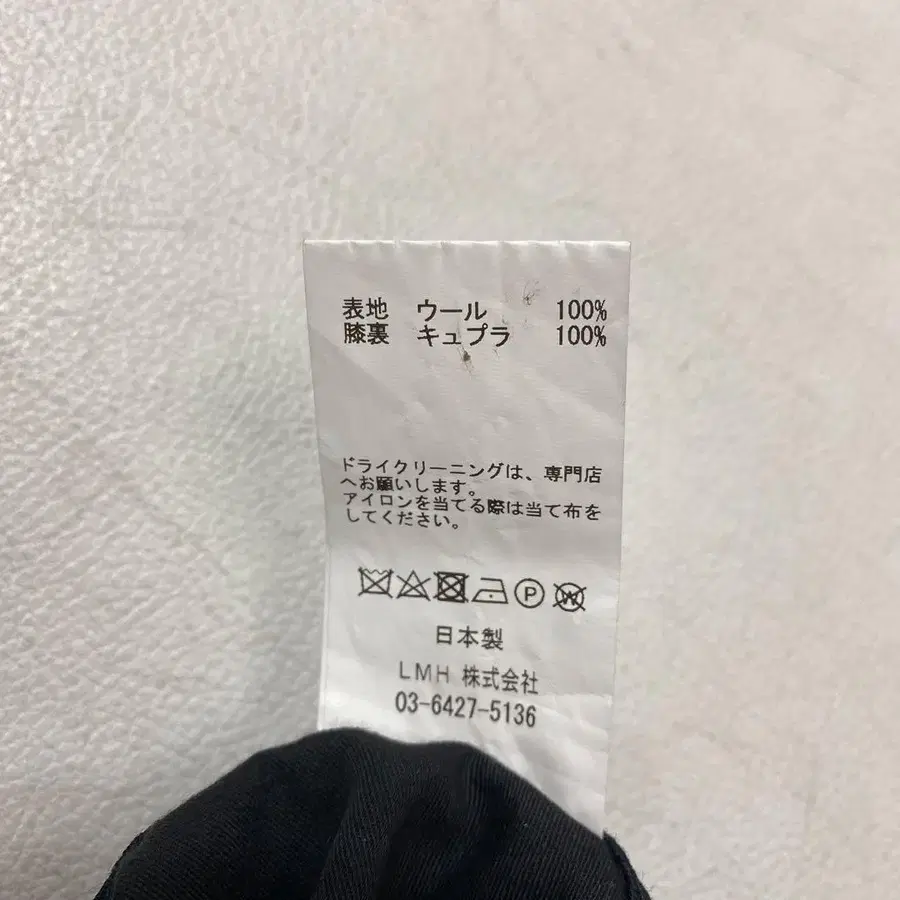 表地 ウール 100%
膝裏 キュプラ 100%
ドライクリーニングは、専門店
へお願いします。
アイロンを当てる際は当て布を
してください。
P
W
日本製
LMH 株式会社
03-6427-5136